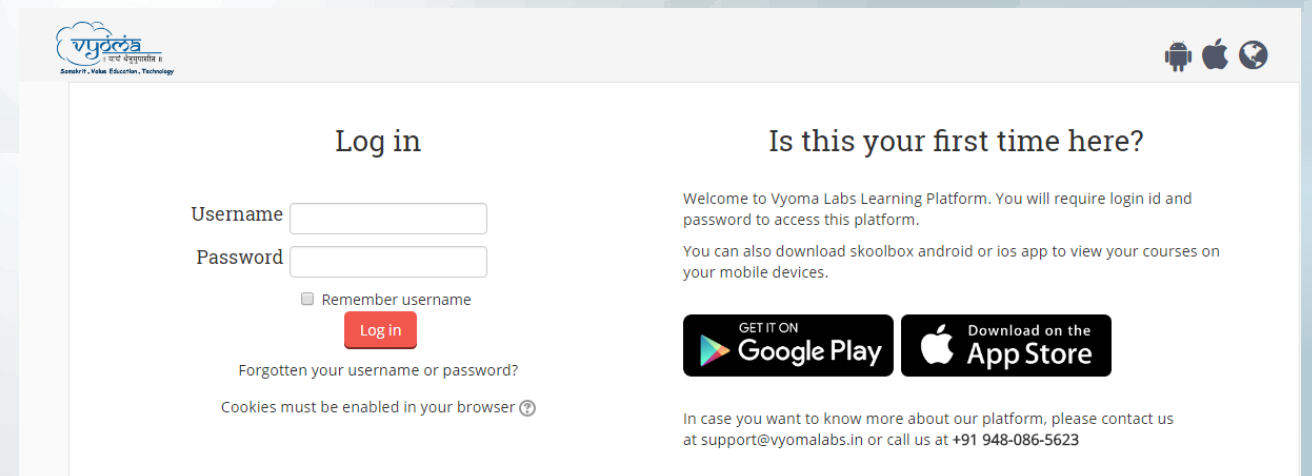 vyoma
। वाचं धेनुमुपासीत ॥
Samskrit, Value Education, Technology
Log in
Username
Password
Remember username
Log in
Forgotten your username or password?
Cookies must be enabled in your browser
Is this your first time here?
Welcome to Vyoma Labs Learning Platform. You will require login id and
password to access this platform.
You can also download skoolbox android or ios app to view your courses on
your mobile devices.
GET IT ON
Google Play
Download on the
App Store
In case you want to know more about our platform, please contact us
at support@vyomalabs.in or call us at +91 948-086-5623